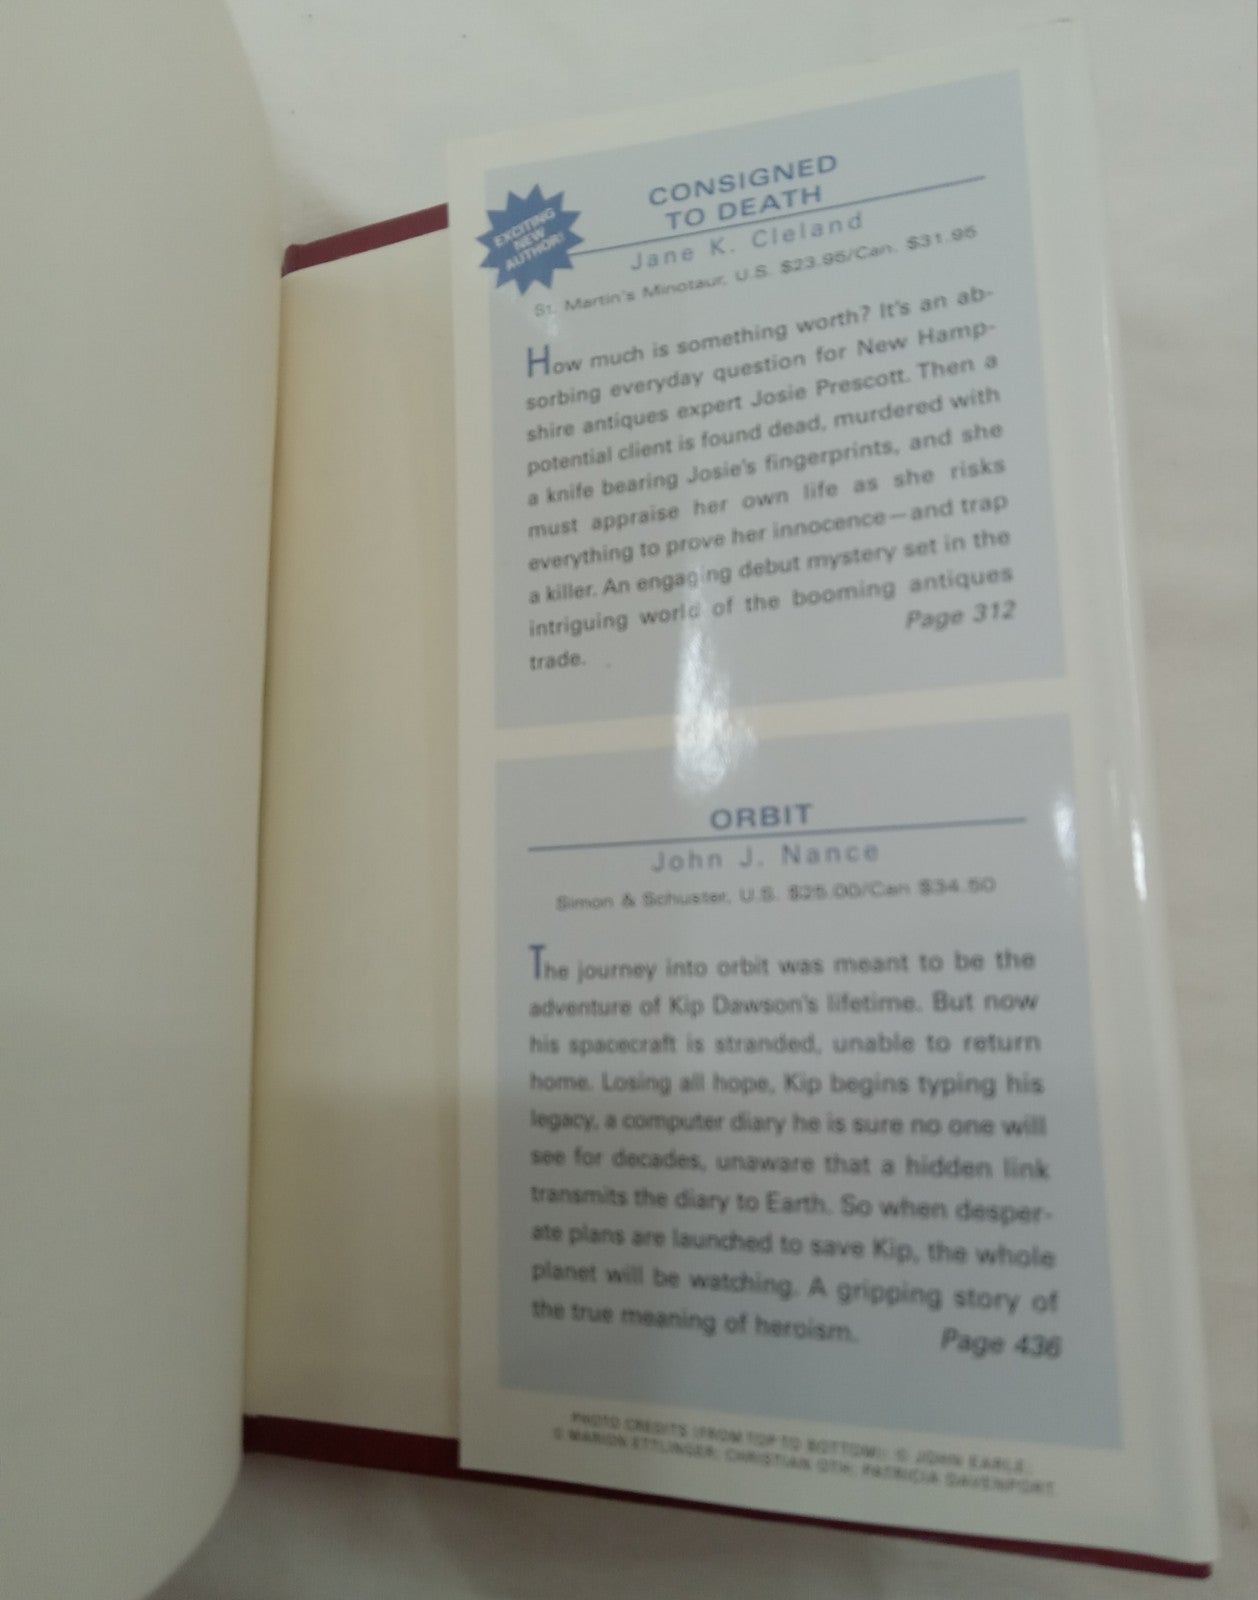 EXCITING
NEW
AUTHOR!
CONSIGNED
TO DEATH
Jane K. Cleland
St. Martin's Minotaur, U.S. $23.95/Can. $31.95
How much is something worth? It's an ab-
sorbing everyday question for New Hamp-
shire antiques expert Josie Prescott. Then a
potential client is found dead, murdered with
a knife bearing Josie's fingerprints, and she
must appraise her own life as she risks
everything to prove her innocence—and trap
a killer. An engaging debut mystery set in the
intriguing world of the booming antiques
trade. Page 312
ORBIT
John J. Nance
Simon & Schuster, U.S. $25.00/Can $34.50
The journey into orbit was meant to be the
adventure of Kip Dawson's lifetime. But now
his spacecraft is stranded, unable to return
home. Losing all hope, Kip begins typing his
legacy, a computer diary he is sure no one will
see for decades, unaware that a hidden link
transmits the diary to Earth. So when desper-
ate plans are launched to save Kip, the whole
planet will be watching. A gripping story of
the true meaning of heroism. Page 436
PHOTO CREDITS (FROM TOP TO BOTTOM): © JOHN EARLE;
© MARION ETTLINGER; CHRISTIAN OTH; PATRICIA DAVENPORT.